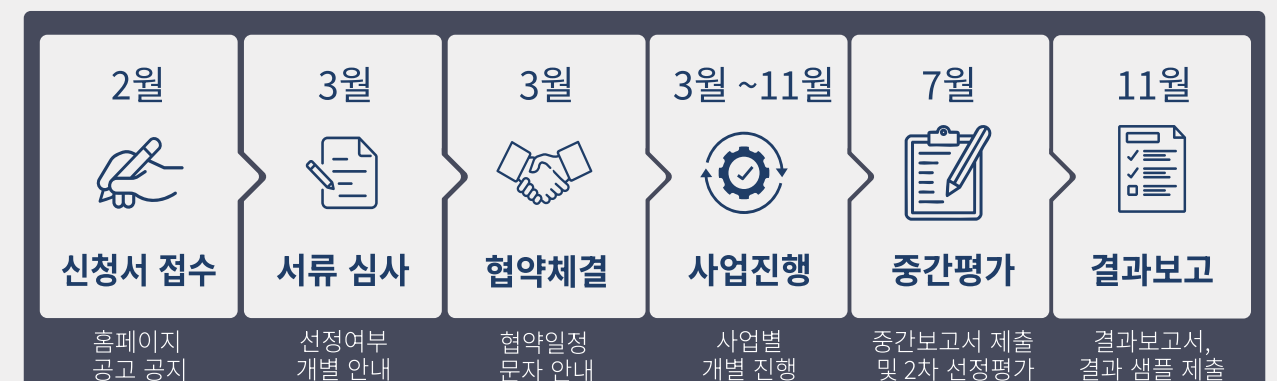 2월
신청서 접수
홈페이지
공고 공지
3월
서류 심사
선정여부
개별 안내
3월
협약체결
협약일정
문자 안내
3월 ~11월
사업진행
사업별
개별 진행
7월
중간평가
중간보고서 제출
및 2차 선정평가
11월
결과보고
결과보고서,
결과 샘플 제출